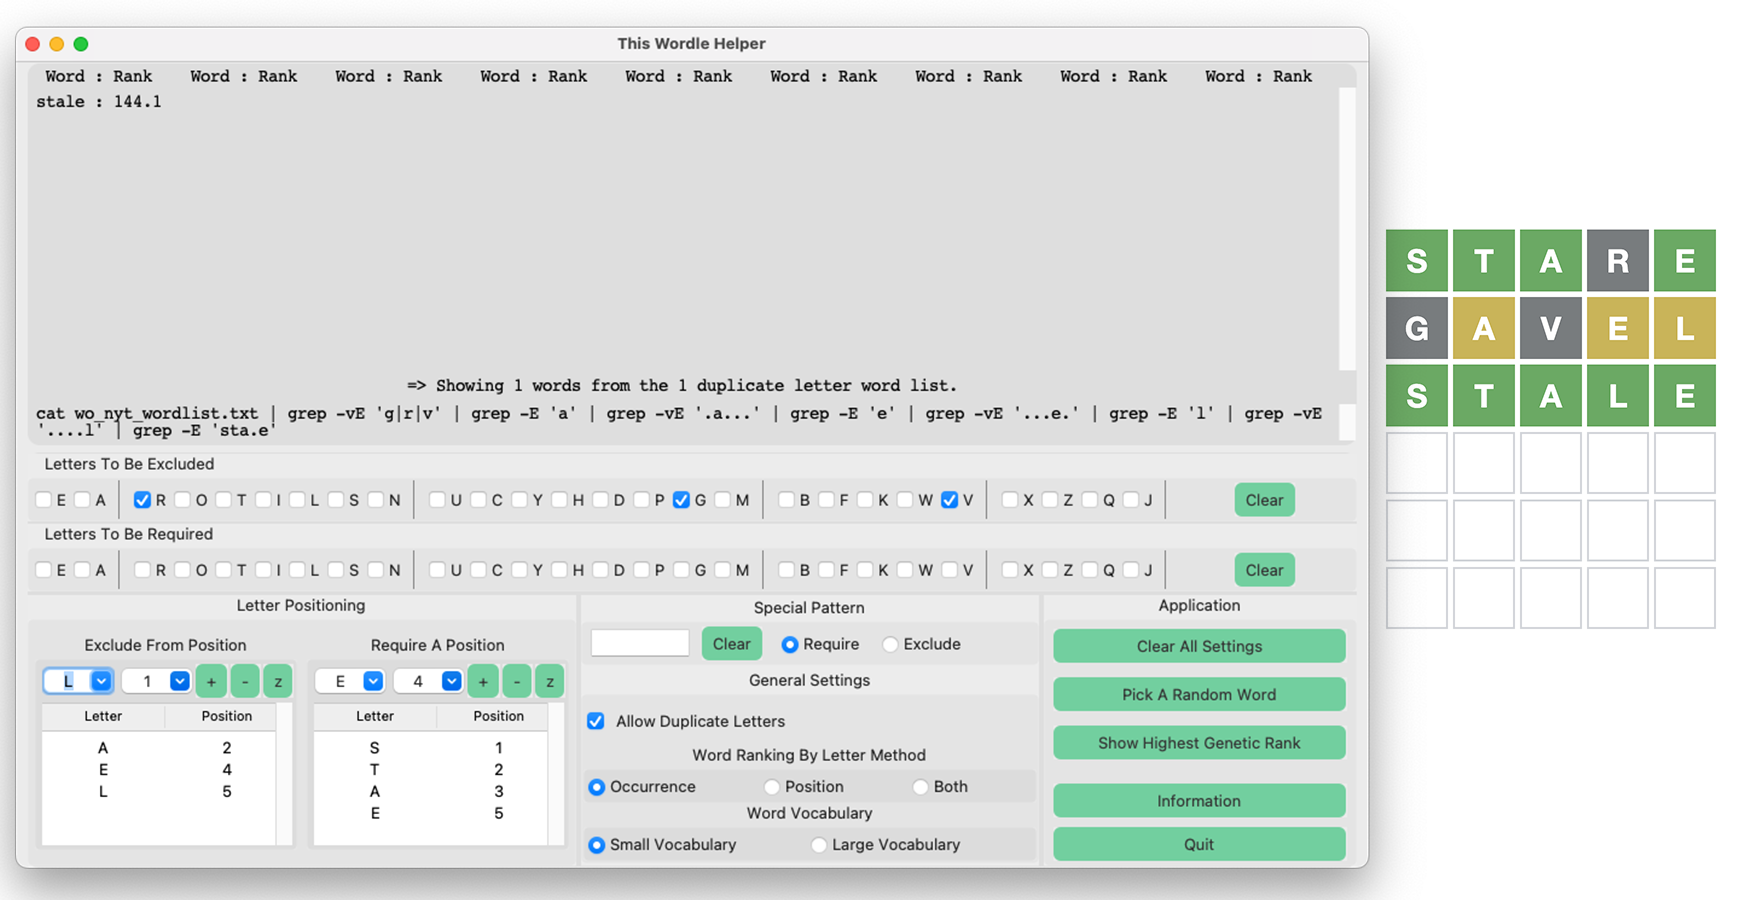 This Wordle Helper
Word : Rank Word : Rank Word : Rank Word : Rank Word : Rank Word : Rank Word : Rank Word : Rank Word : Rank
stale : 144.1
=> Showing 1 words from the 1 duplicate letter word list.
cat wo_nyt_wordlist.txt | grep -vE 'g|r|v' | grep -E 'a' | grep -vE '.a...' | grep -E 'e' | grep -vE '...e.' | grep -E 'l' | grep -vE
'....l' | grep -E 'sta.e'
Letters To Be Excluded
E A R O T I L S N U C Y H D P G M B F K W V X Z Q J Clear
Letters To Be Required
E A R O T I L S N U C Y H D P G M B F K W V X Z Q J Clear
Letter Positioning
Exclude From Position Require A Position
L 1 + - z E 4 + - z
Letter Position Letter Position
A 2 S 1
E 4 T 2
L 5 A 3
E 5
Special Pattern
Clear Require Exclude
General Settings
Allow Duplicate Letters
Word Ranking By Letter Method
Occurrence Position Both
Word Vocabulary
Small Vocabulary Large Vocabulary
Application
Clear All Settings
Pick A Random Word
Show Highest Genetic Rank
Information
Quit
S T A R E
G A V E L
S T A L E